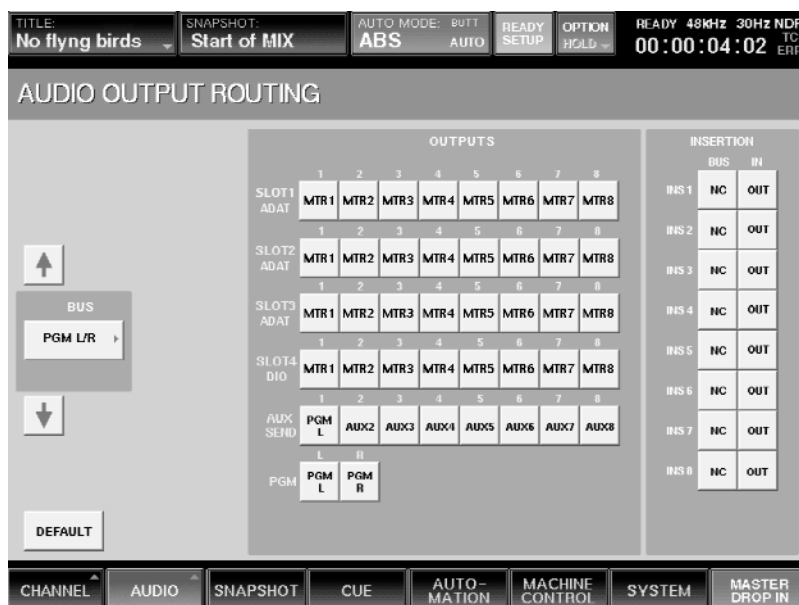 TITLE: SNAPSHOT: AUTO MODE: BUTT READY SETUP OPTION HOLD READY 48kHz 30Hz NDF
No flyng birds Start of MIX ABS AUTO 00:00:04:02 TC ERR
AUDIO OUTPUT ROUTING
OUTPUTS
1 2 3 4 5 6 7 8
SLOT1 ADAT MTR1 MTR2 MTR3 MTR4 MTR5 MTR6 MTR7 MTR8
1 2 3 4 5 6 7 8
SLOT2 ADAT MTR1 MTR2 MTR3 MTR4 MTR5 MTR6 MTR7 MTR8
1 2 3 4 5 6 7 8
SLOT3 ADAT MTR1 MTR2 MTR3 MTR4 MTR5 MTR6 MTR7 MTR8
1 2 3 4 5 6 7 8
SLOT4 DIO MTR1 MTR2 MTR3 MTR4 MTR5 MTR6 MTR7 MTR8
1 2 3 4 5 6 7 8
AUX SEND PGM L AUX2 AUX3 AUX4 AUX5 AUX6 AUX7 AUX8
L R
PGM PGM L PGM R
INSERTION
BUS IN
INS 1 NC OUT
INS 2 NC OUT
INS 3 NC OUT
INS 4 NC OUT
INS 5 NC OUT
INS 6 NC OUT
INS 7 NC OUT
INS 8 NC OUT
BUS
PGM L/R
DEFAULT
CHANNEL AUDIO SNAPSHOT CUE AUTO-MATION MACHINE CONTROL SYSTEM MASTER DROP IN